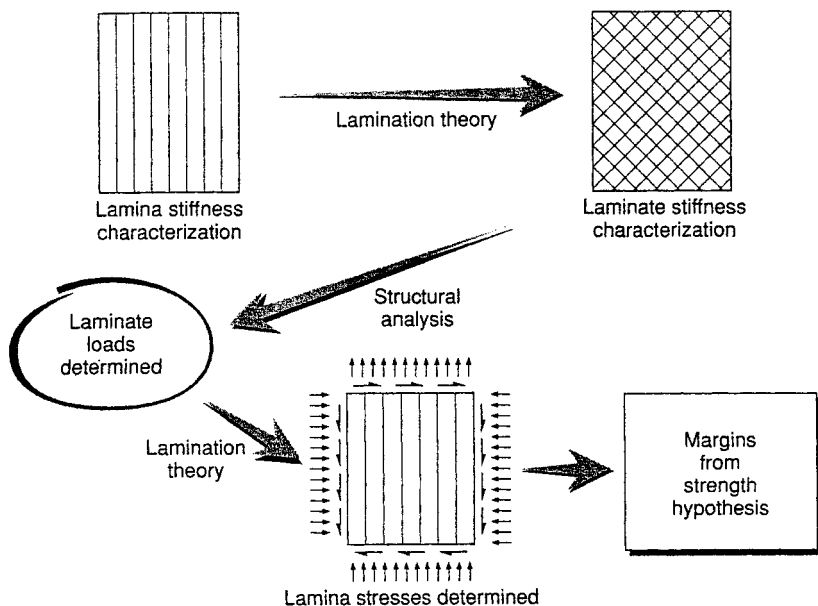 Lamination theory
Lamina stiffness
characterization
Laminate stiffness
characterization
Structural
analysis
Laminate
loads
determined
Lamination
theory
Margins
from
strength
hypothesis
Lamina stresses determined